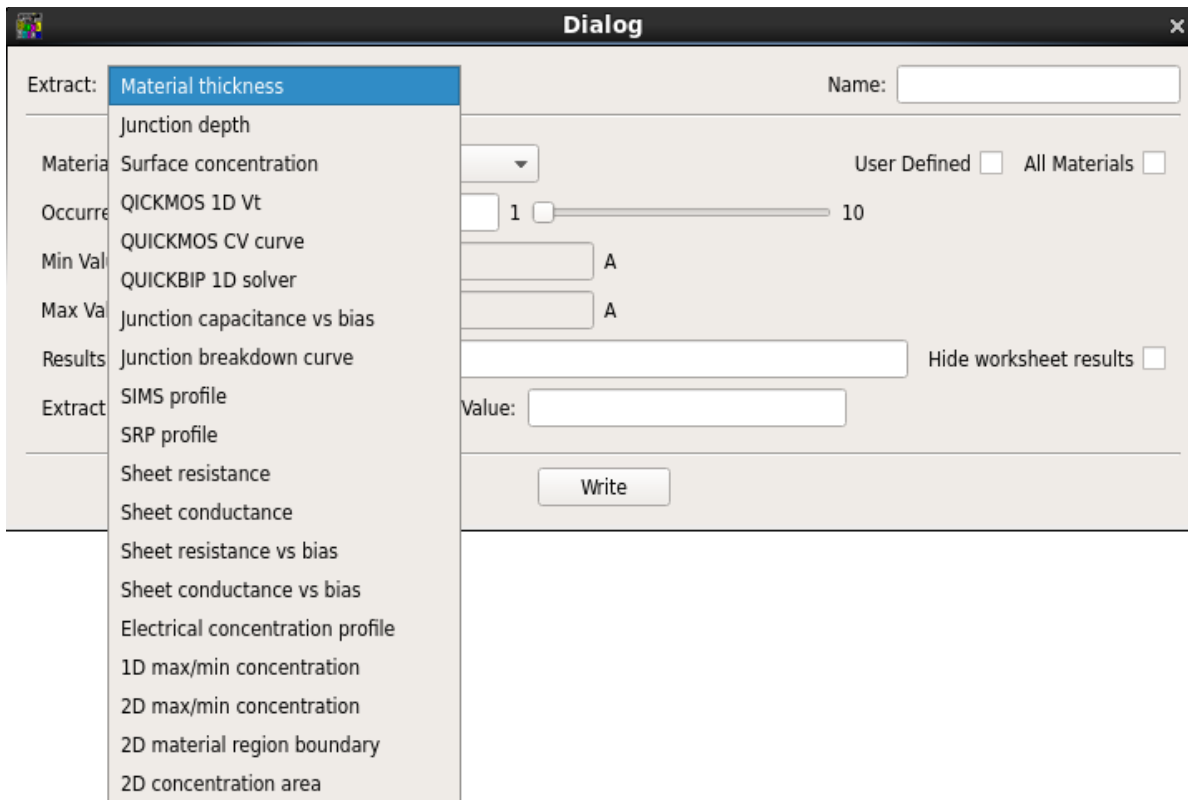 Dialog
Extract: Material thickness Name:
Junction depth
Materia Surface concentration User Defined All Materials
Occurre QICKMOS 1D Vt 1 10
QUICKMOS CV curve
Min Val A
QUICKBIP 1D solver
Max Val A
Junction capacitance vs bias
Results Junction breakdown curve Hide worksheet results
SIMS profile
Extract Value:
SRP profile
Sheet resistance
Write
Sheet conductance
Sheet resistance vs bias
Sheet conductance vs bias
Electrical concentration profile
1D max/min concentration
2D max/min concentration
2D material region boundary
2D concentration area